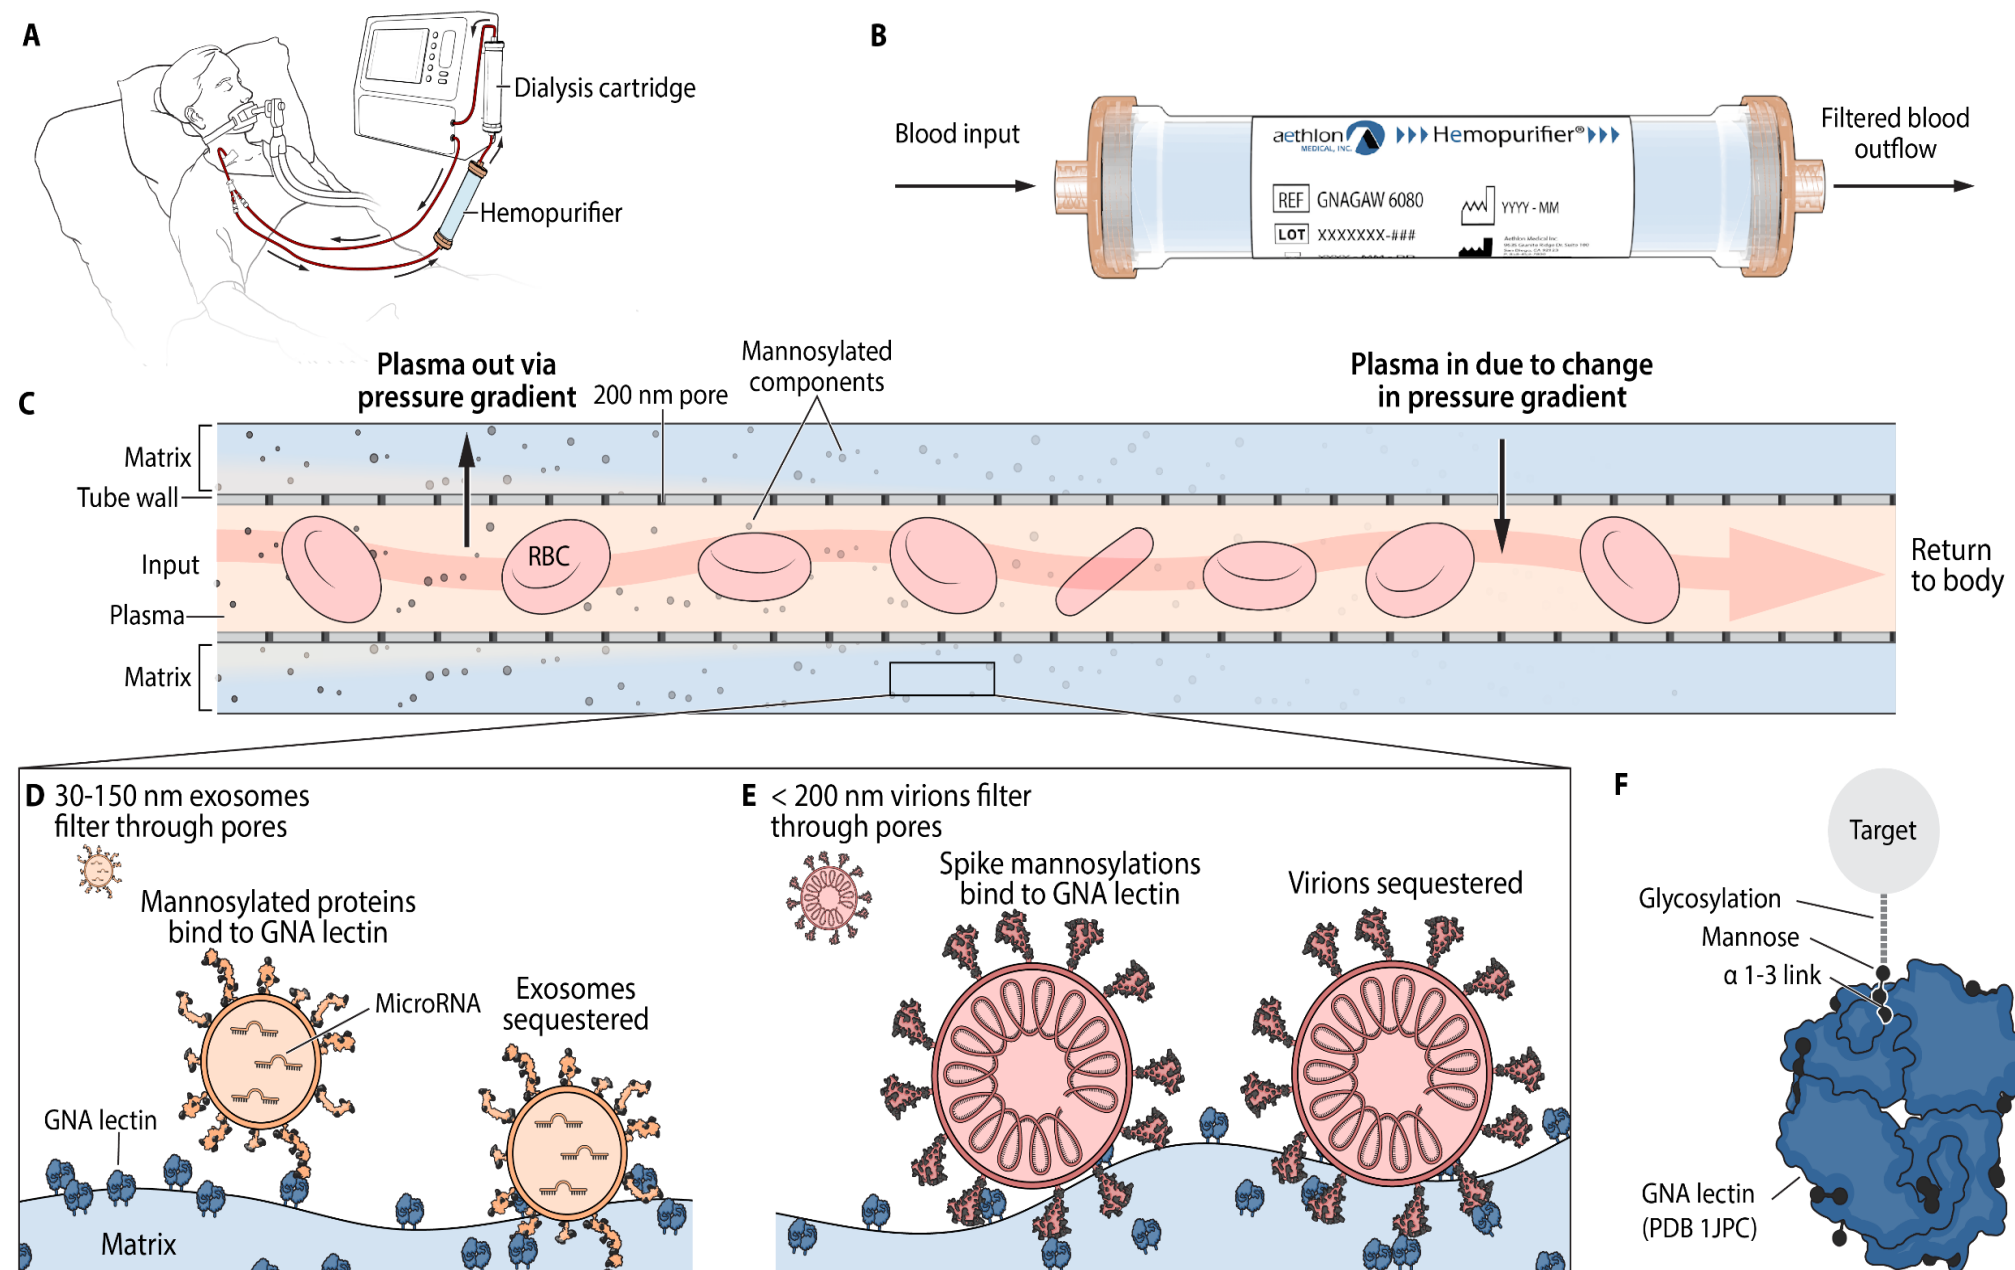 A
Dialysis cartridge
Hemopurifier
B
Blood input
aethlon
MEDICAL, INC.
Hemopurifier®
REF GNAGAW 6080
YYYY - MM
LOT XXXXXXX-###
Aethlon Medical Inc.
Filtered blood
outflow
C
Plasma out via
pressure gradient
200 nm pore
Mannosylated
components
Plasma in due to change
in pressure gradient
Matrix
Tube wall
Input
Plasma
Matrix
RBC
Return
to body
D 30-150 nm exosomes
filter through pores
Mannosylated proteins
bind to GNA lectin
MicroRNA
Exosomes
sequestered
GNA lectin
Matrix
E < 200 nm virions filter
through pores
Spike mannosylations
bind to GNA lectin
Virions sequestered
F
Target
Glycosylation
Mannose
α 1-3 link
GNA lectin
(PDB 1JPC)